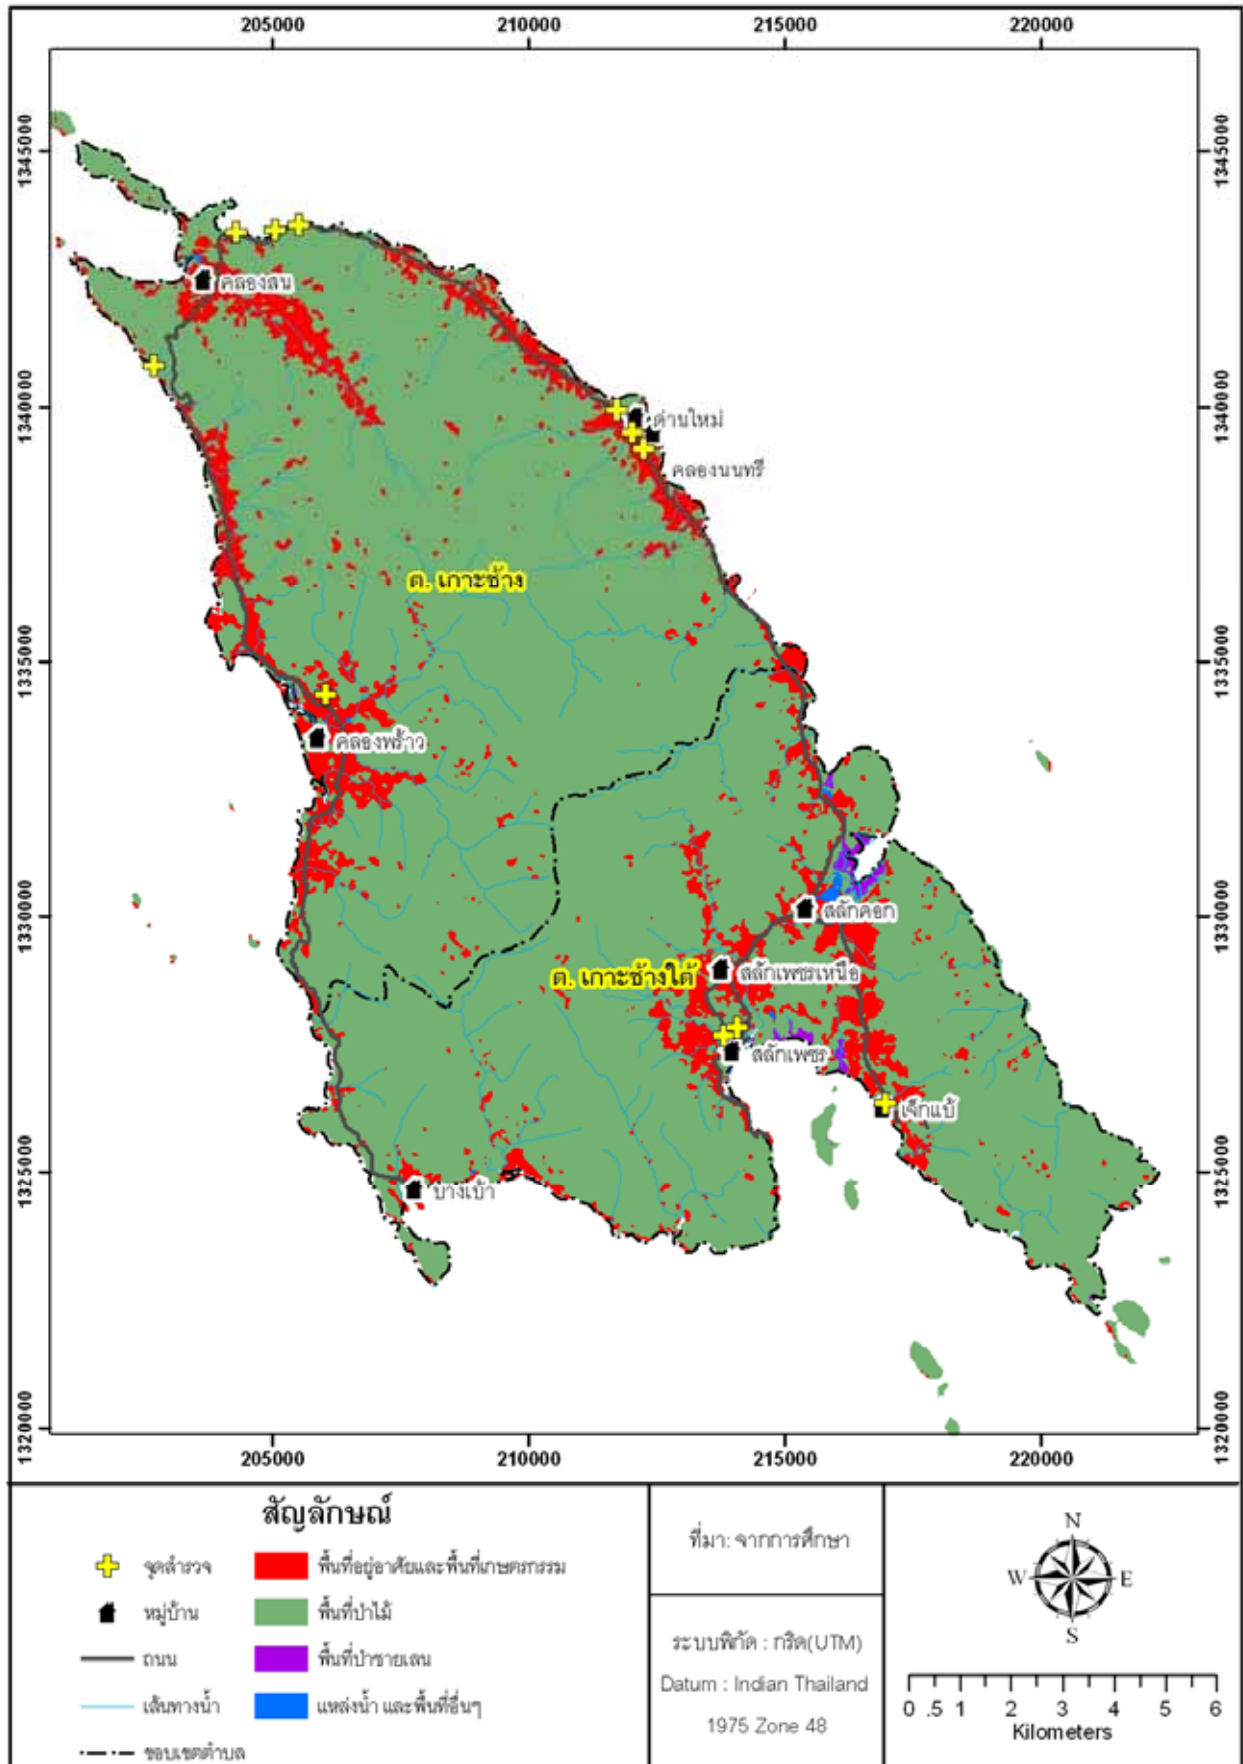 205000 210000 215000 220000
1345000 1345000
คลองสน
1340000 1340000
ด่านใหม่
คลองนนทรี
ต. เกาะช้าง
1335000 1335000
คลองพร้าว
1330000 1330000
สลักคอก
สลักเพชรเหนือ
ต. เกาะช้างใต้
สลักเพชร
เจ๊กแบ้
1325000 1325000
บางเบ้า
1320000 1320000
205000 210000 215000 220000
สัญลักษณ์
จุดสำรวจ
หมู่บ้าน
ถนน
เส้นทางน้ำ
ขอบเขตตำบล
พื้นที่อยู่อาศัยและพื้นที่เกษตรกรรม
พื้นที่ป่าไม้
พื้นที่ป่าชายเลน
แหล่งน้ำ และพื้นที่อื่นๆ
ที่มา: จากการศึกษา
ระบบพิกัด : กริด(UTM)
Datum : Indian Thailand
1975 Zone 48
N
W E
S
0 .5 1 2 3 4 5 6
Kilometers